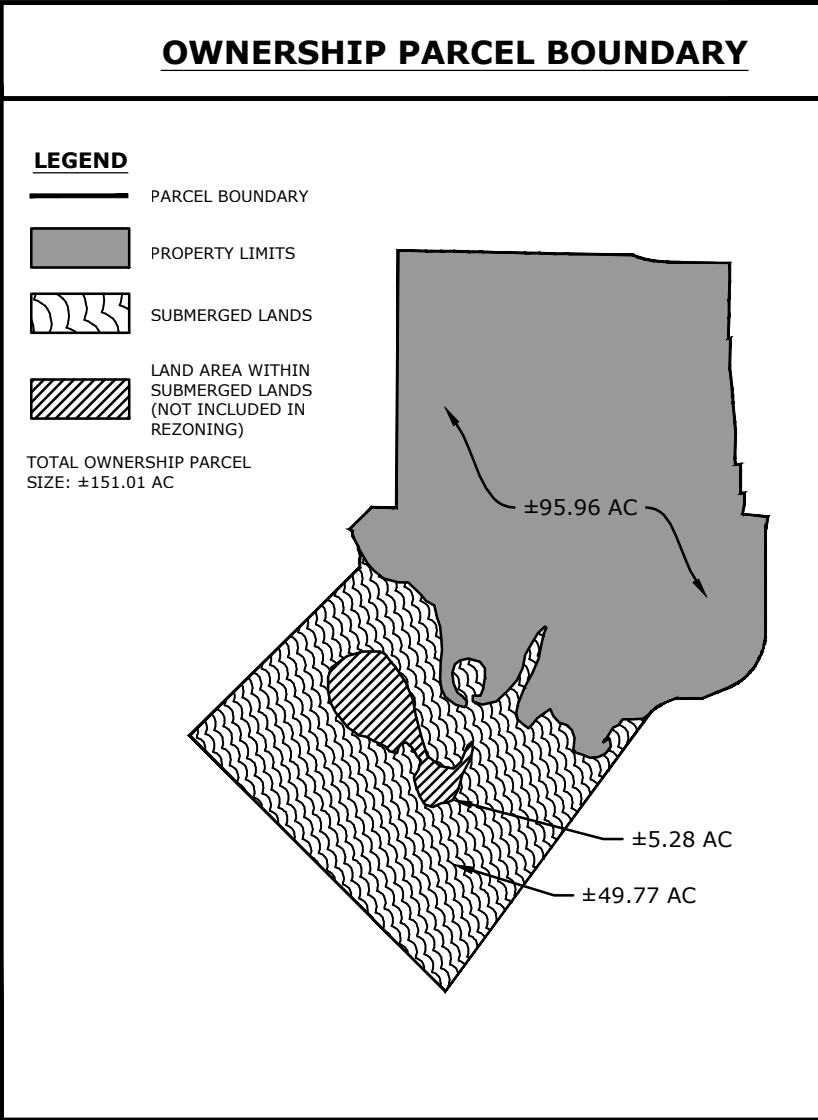 OWNERSHIP PARCEL BOUNDARY
LEGEND
PARCEL BOUNDARY
PROPERTY LIMITS
SUBMERGED LANDS
LAND AREA WITHIN
SUBMERGED LANDS
(NOT INCLUDED IN
REZONING)
TOTAL OWNERSHIP PARCEL
SIZE: ±151.01 AC
±95.96 AC
±5.28 AC
±49.77 AC